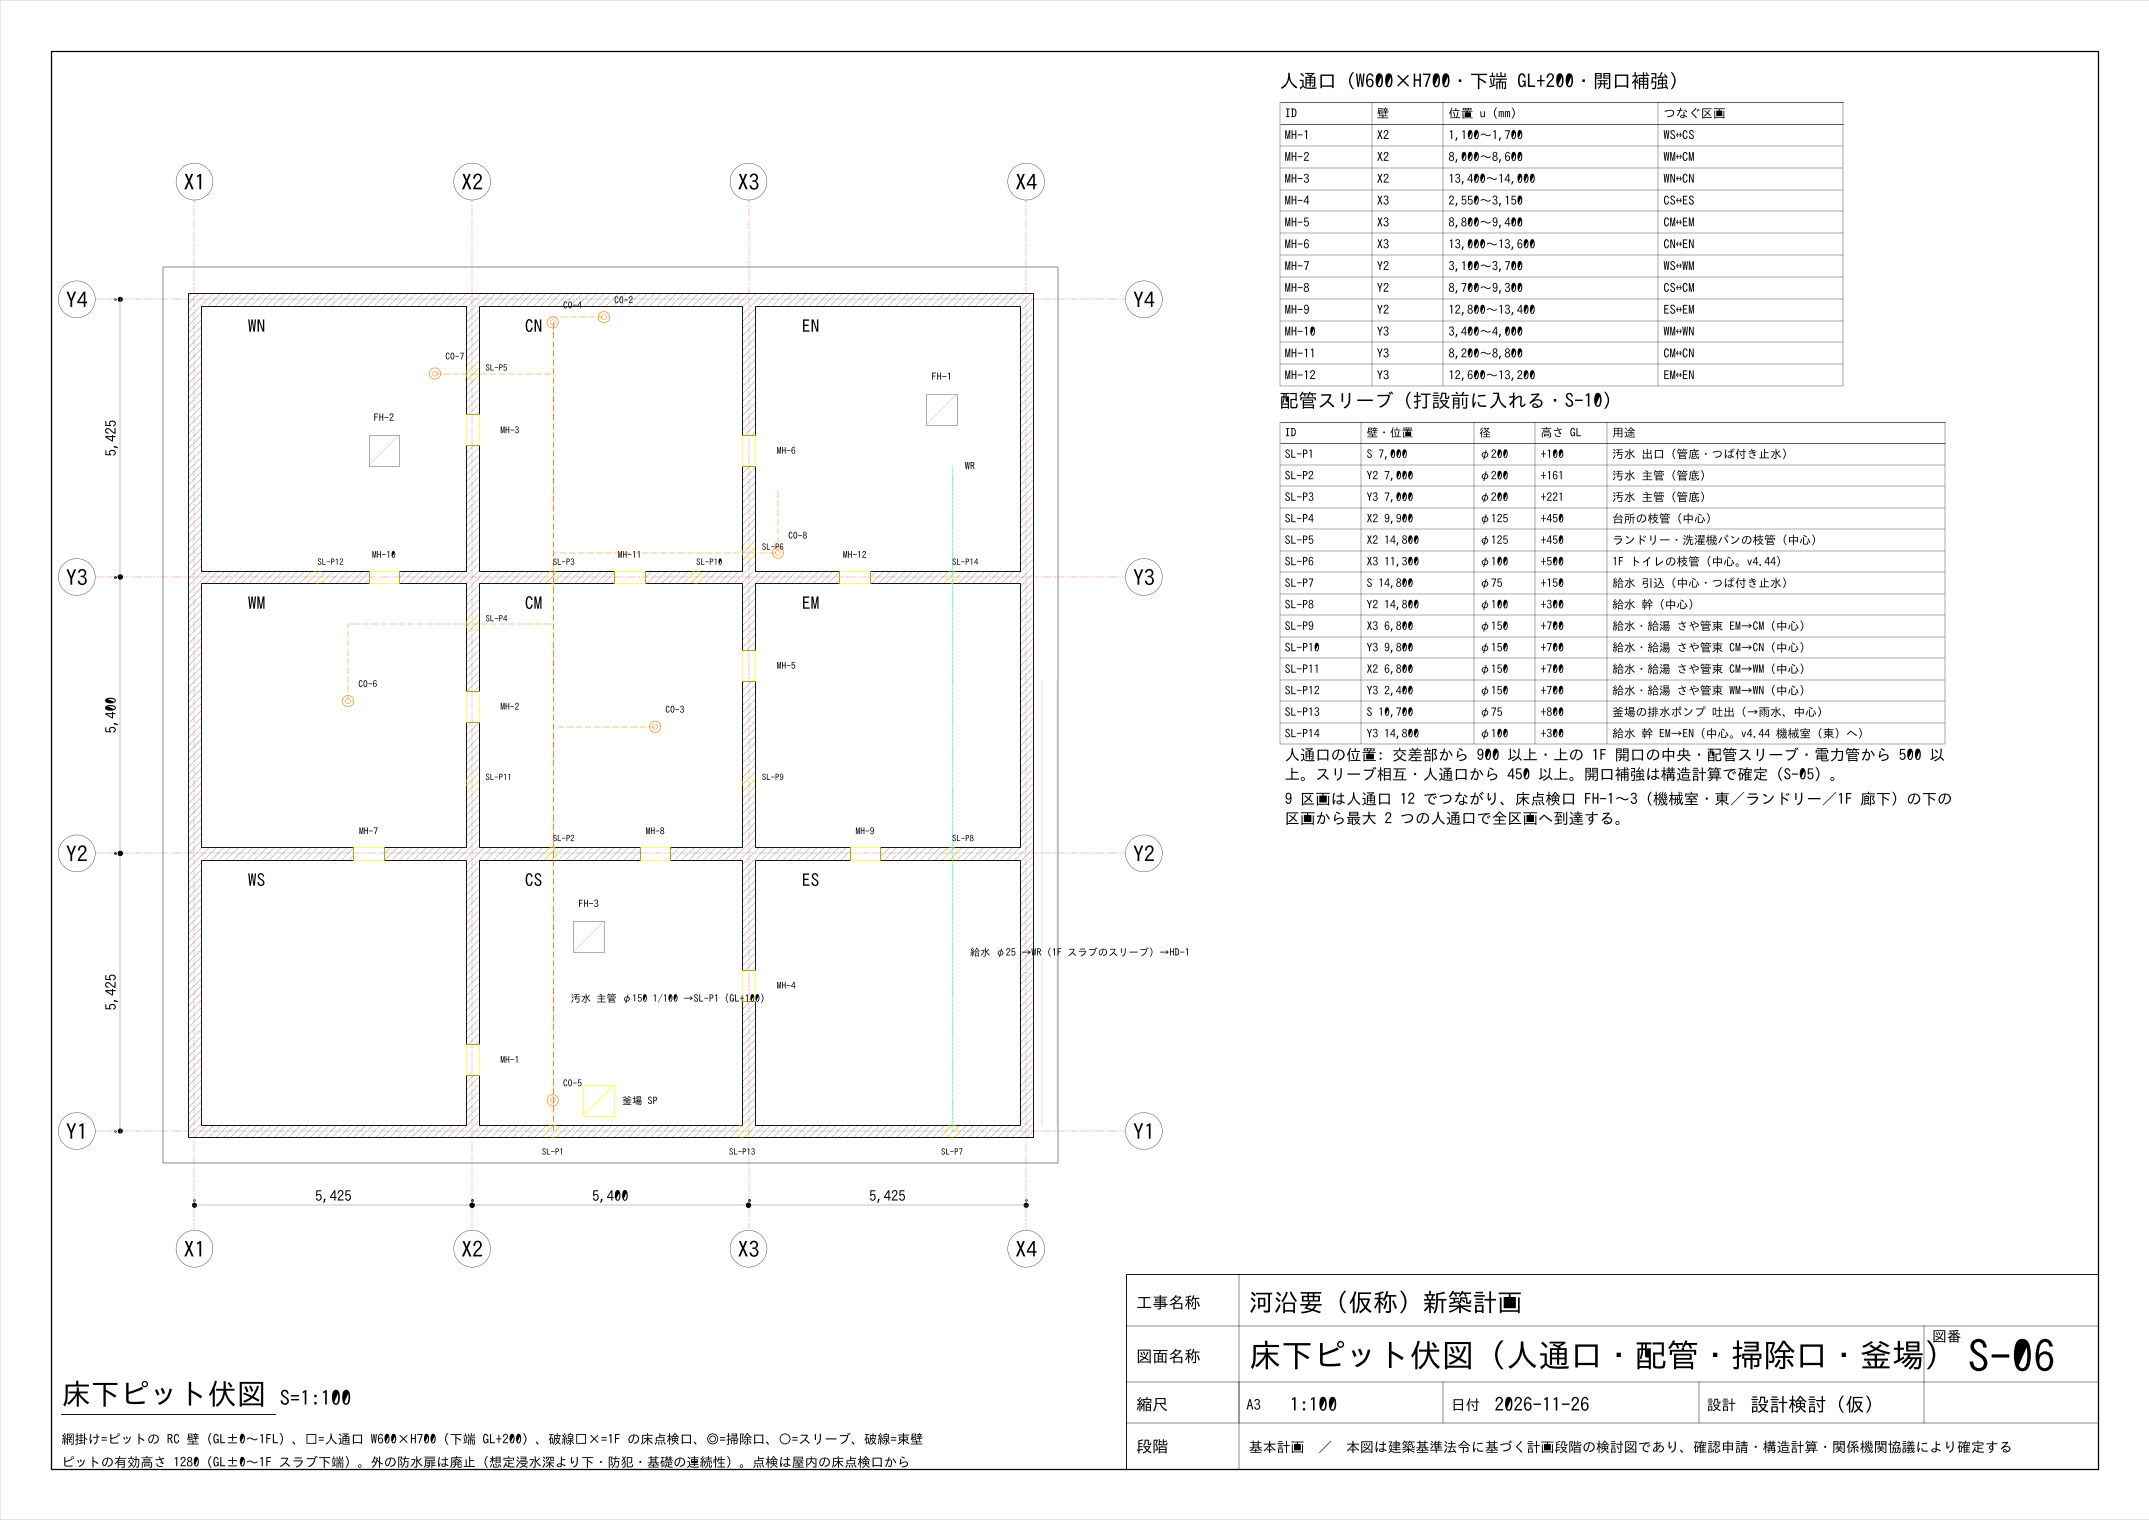 人通口（W600×H700・下端 GL+200・開口補強）
ID 壁 位置 u（mm） つなぐ区画
MH-1 X2 1,100〜1,700 WS↔CS
MH-2 X2 8,000〜8,600 WM↔CM
MH-3 X2 13,400〜14,000 WN↔CN
MH-4 X3 2,550〜3,150 CS↔ES
MH-5 X3 8,800〜9,400 CM↔EM
MH-6 X3 13,000〜13,600 CN↔EN
MH-7 Y2 3,100〜3,700 WS↔WM
MH-8 Y2 8,700〜9,300 CS↔CM
MH-9 Y2 12,800〜13,400 ES↔EM
MH-10 Y3 3,400〜4,000 WM↔WN
MH-11 Y3 8,200〜8,800 CM↔CN
MH-12 Y3 12,600〜13,200 EM↔EN
配管スリーブ（打設前に入れる・S-10）
ID 壁・位置 径 高さ GL 用途
SL-P1 S 7,000 φ200 +100 汚水 出口（管底・つば付き止水）
SL-P2 Y2 7,000 φ200 +161 汚水 主管（管底）
SL-P3 Y3 7,000 φ200 +221 汚水 主管（管底）
SL-P4 X2 9,900 φ125 +450 台所の枝管（中心）
SL-P5 X2 14,800 φ125 +450 ランドリー・洗濯機パンの枝管（中心）
SL-P6 X3 11,300 φ100 +500 1F トイレの枝管（中心。v4.44）
SL-P7 S 14,800 φ75 +150 給水 引込（中心・つば付き止水）
SL-P8 Y2 14,800 φ100 +300 給水 幹（中心）
SL-P9 X3 6,800 φ150 +700 給水・給湯 さや管束 EM→CM（中心）
SL-P10 Y3 9,800 φ150 +700 給水・給湯 さや管束 CM→CN（中心）
SL-P11 X2 6,800 φ150 +700 給水・給湯 さや管束 CM→WM（中心）
SL-P12 Y3 2,400 φ150 +700 給水・給湯 さや管束 WM→WN（中心）
SL-P13 S 10,700 φ75 +800 釜場の排水ポンプ 吐出（→雨水、中心）
SL-P14 Y3 14,800 φ100 +300 給水 幹 EM→EN（中心。v4.44 機械室（東）へ）
人通口の位置: 交差部から 900 以上・上の 1F 開口の中央・配管スリーブ・電力管から 500 以
上。スリーブ相互・人通口から 450 以上。開口補強は構造計算で確定（S-05）。
9 区画は人通口 12 でつながり、床点検口 FH-1〜3（機械室・東／ランドリー／1F 廊下）の下の
区画から最大 2 つの人通口で全区画へ到達する。
X1 X2 X3 X4
Y4 Y4
CO-4 CO-2
WN CN EN
CO-7
SL-P5
FH-1
FH-2
MH-3
5,425
MH-6
WR
CO-8
SL-P6
SL-P12 MH-10 SL-P3 MH-11 SL-P10 MH-12 SL-P14
Y3 Y3
WM CM EM
SL-P4
MH-5
CO-6
MH-2 CO-3
5,400
SL-P11 SL-P9
MH-7 SL-P2 MH-8 MH-9 SL-P8
Y2 Y2
WS CS ES
FH-3
給水 φ25 →WR（1F スラブのスリーブ）→HD-1
5,425
MH-4
汚水 主管 φ150 1/100 →SL-P1（GL+100）
MH-1
CO-5
釜場 SP
Y1 Y1
SL-P1 SL-P13 SL-P7
5,425 5,400 5,425
X1 X2 X3 X4
床下ピット伏図 S=1:100
網掛け=ピットの RC 壁（GL±0〜1FL）、□=人通口 W600×H700（下端 GL+200）、破線口×=1F の床点検口、◎=掃除口、○=スリーブ、破線=東壁
ピットの有効高さ 1280（GL±0〜1F スラブ下端）。外の防水扉は廃止（想定浸水深より下・防犯・基礎の連続性）。点検は屋内の床点検口から
工事名称 河沿要（仮称）新築計画
図面名称 床下ピット伏図（人通口・配管・掃除口・釜場） 図番 S-06
縮尺 A3 1:100 日付 2026-11-26 設計 設計検討（仮）
段階 基本計画 ／ 本図は建築基準法令に基づく計画段階の検討図であり、確認申請・構造計算・関係機関協議により確定する